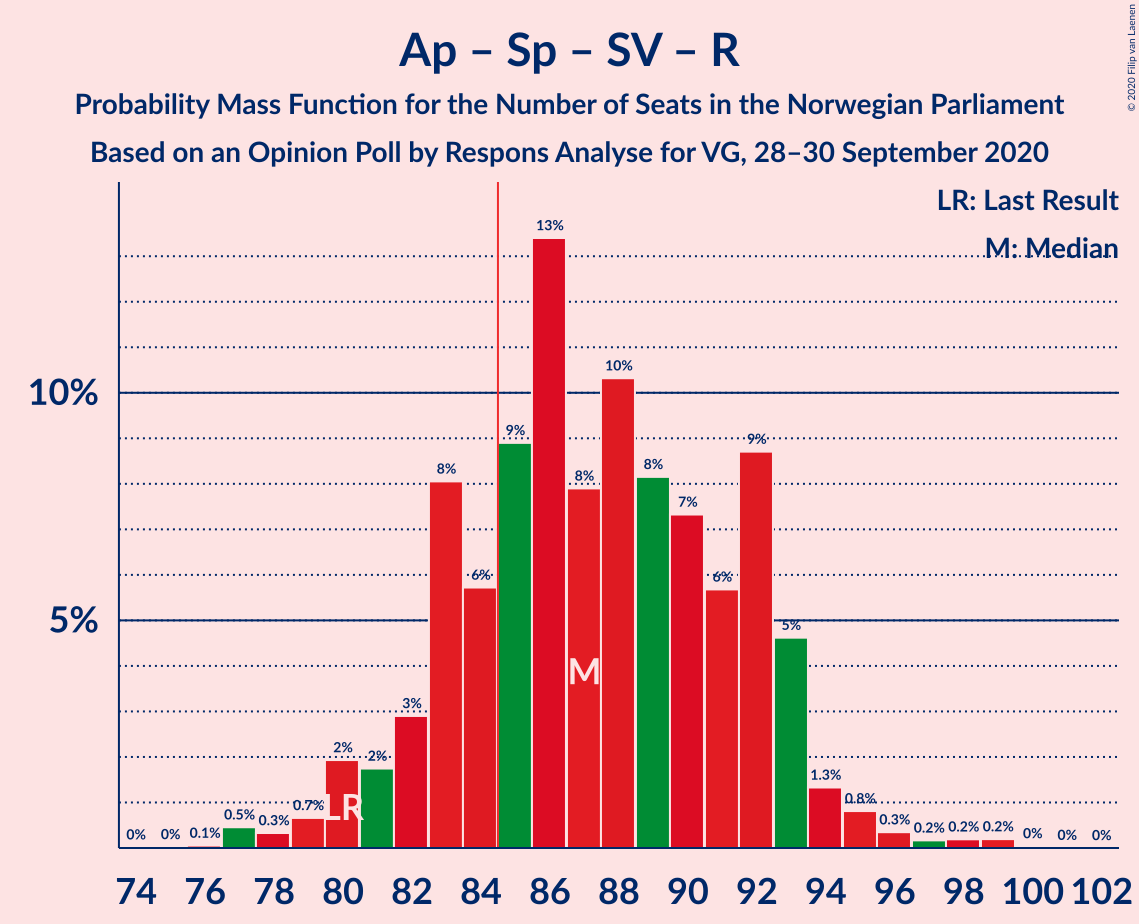 Ap – Sp – SV – R
Probability Mass Function for the Number of Seats in the Norwegian Parliament
Based on an Opinion Poll by Respons Analyse for VG, 28–30 September 2020
© 2020 Filip van Laenen
LR: Last Result
M: Median
10%
5%
0% 0% 0.1% 0.5% 0.3% 0.7% 2% 2% 3% 8% 6% 9% 13% 8% 10% 8% 7% 6% 9% 5% 1.3% 0.8% 0.3% 0.2% 0.2% 0.2% 0% 0% 0%
M
LR
74 76 78 80 82 84 86 88 90 92 94 96 98 100 102